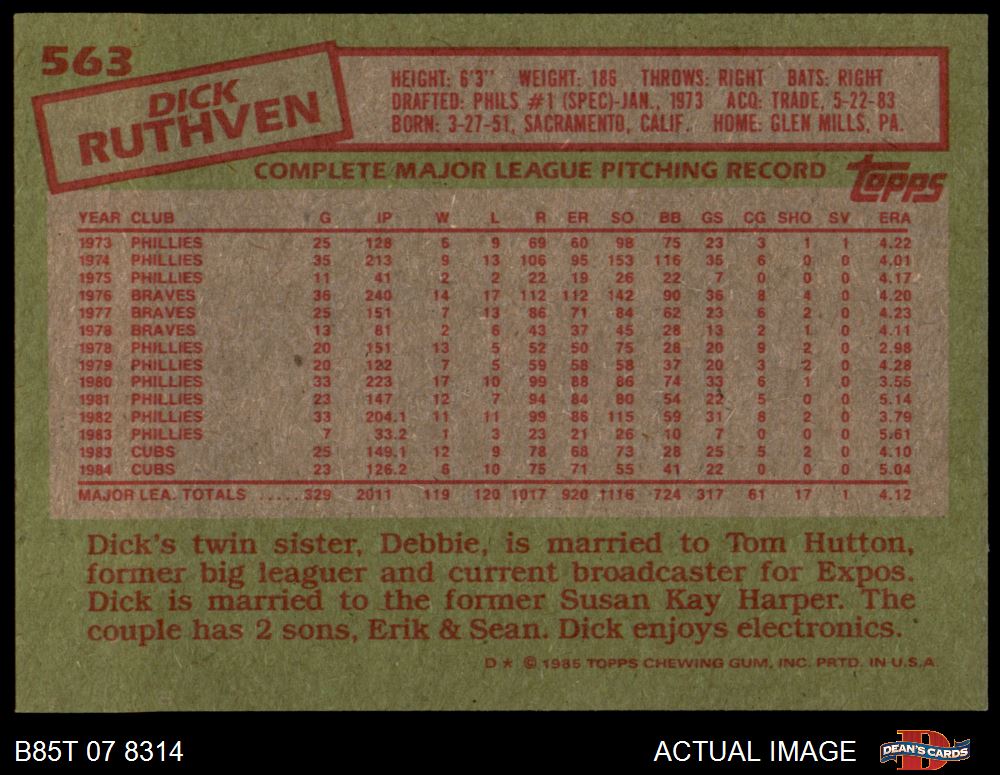 563
DICK
RUTHVEN
HEIGHT: 6'3" WEIGHT: 186 THROWS: RIGHT BATS: RIGHT
DRAFTED: PHILS #1 (SPEC)-JAN., 1973 ACQ: TRADE, 5-22-83
BORN: 3-27-51, SACRAMENTO, CALIF. HOME: GLEN MILLS, PA.
COMPLETE MAJOR LEAGUE PITCHING RECORD
Topps
YEAR CLUB G IP W L R ER SO BB GS CG SHO SV ERA
1973 PHILLIES 25 128 6 9 69 60 98 75 23 3 1 1 4.22
1974 PHILLIES 35 213 9 13 106 95 153 116 35 6 0 0 4.01
1975 PHILLIES 11 41 2 2 22 19 26 22 7 0 0 0 4.17
1976 BRAVES 36 240 14 17 112 112 142 90 36 8 4 0 4.20
1977 BRAVES 25 151 7 13 86 71 84 62 23 6 2 0 4.23
1978 BRAVES 13 81 2 6 43 37 45 28 13 2 1 0 4.11
1978 PHILLIES 20 151 13 5 52 50 75 28 20 9 2 0 2.98
1979 PHILLIES 20 122 7 5 59 58 58 37 20 3 2 0 4.28
1980 PHILLIES 33 223 17 10 99 88 86 74 33 6 1 0 3.55
1981 PHILLIES 23 147 12 7 94 84 80 54 22 5 0 0 5.14
1982 PHILLIES 33 204.1 11 11 99 86 115 59 31 8 2 0 3.79
1983 PHILLIES 7 33.2 1 3 23 21 26 10 7 0 0 0 5.61
1983 CUBS 25 149.1 12 9 78 68 73 28 25 5 2 0 4.10
1984 CUBS 23 126.2 6 10 75 71 55 41 22 0 0 0 5.04
MAJOR LEA. TOTALS ..... 329 2011 119 120 1017 920 1116 724 317 61 17 1 4.12
Dick's twin sister, Debbie, is married to Tom Hutton,
former big leaguer and current broadcaster for Expos.
Dick is married to the former Susan Kay Harper. The
couple has 2 sons, Erik & Sean. Dick enjoys electronics.
D * © 1985 TOPPS CHEWING GUM, INC. PRTD. IN U.S.A.
B85T 07 8314
ACTUAL IMAGE
D
DEAN'S CARDS